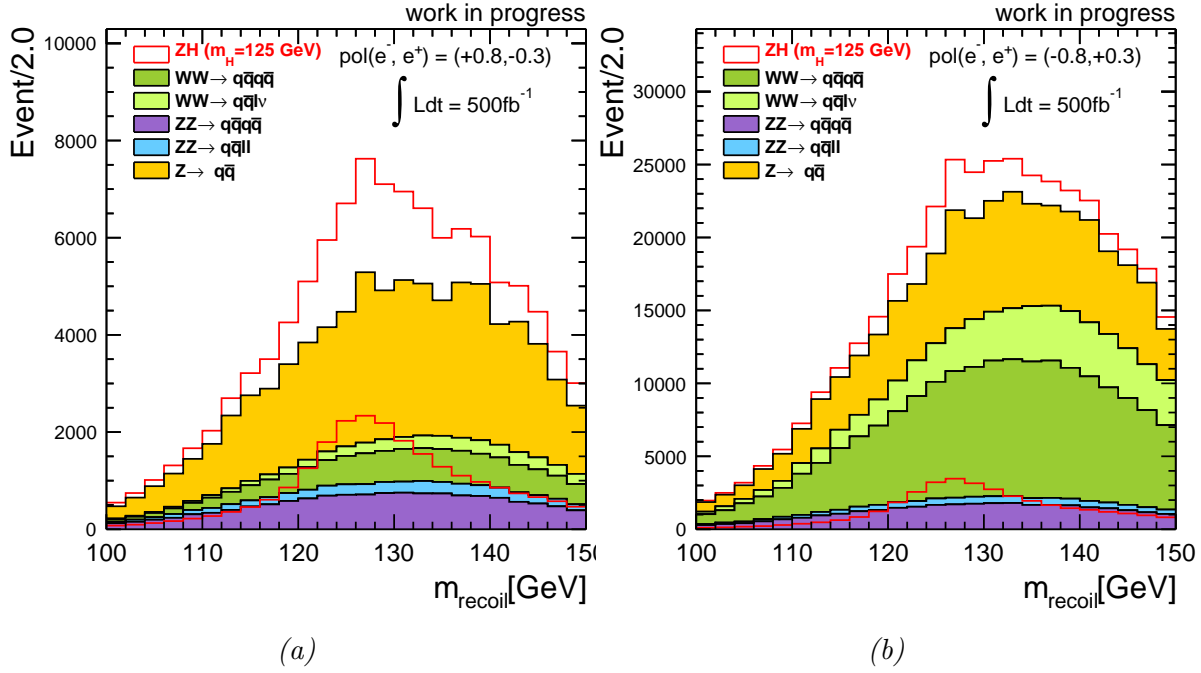 work in progress
Event/2.0
10000
8000
6000
4000
2000
0
ZH (m_H=125 GeV)
WW→ qq̄qq̄
WW→ qq̄lν
ZZ→ qq̄qq̄
ZZ→ qq̄ll
Z→ qq̄
pol(e⁻, e⁺) = (+0.8,-0.3)
∫ Ldt = 500fb⁻¹
100 110 120 130 140 150
m_recoil[GeV]
(a)
work in progress
Event/2.0
30000
25000
20000
15000
10000
5000
0
ZH (m_H=125 GeV)
WW→ qq̄qq̄
WW→ qq̄lν
ZZ→ qq̄qq̄
ZZ→ qq̄ll
Z→ qq̄
pol(e⁻, e⁺) = (-0.8,+0.3)
∫ Ldt = 500fb⁻¹
100 110 120 130 140 150
m_recoil[GeV]
(b)